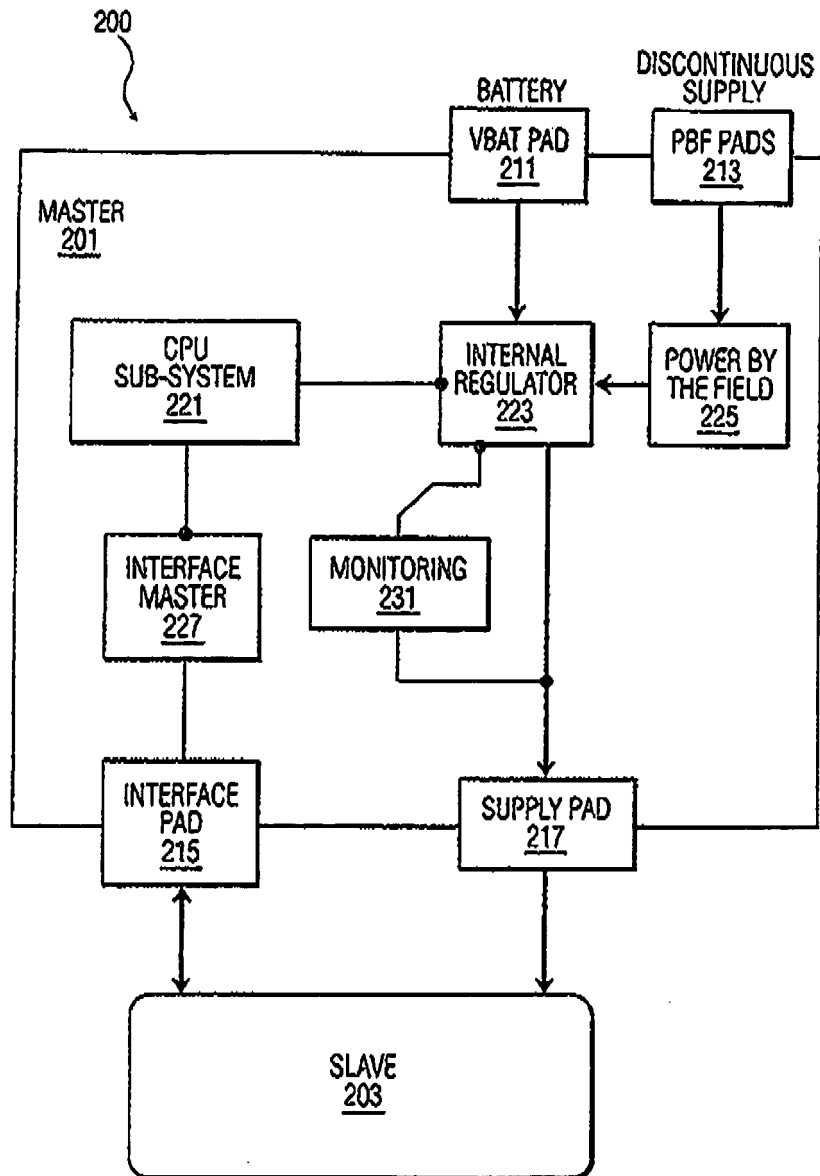 200
BATTERY
DISCONTINUOUS
SUPPLY
VBAT PAD
211
PBF PADS
213
MASTER
201
CPU
SUB-SYSTEM
221
INTERNAL
REGULATOR
223
POWER BY
THE FIELD
225
INTERFACE
MASTER
227
MONITORING
231
INTERFACE
PAD
215
SUPPLY PAD
217
SLAVE
203